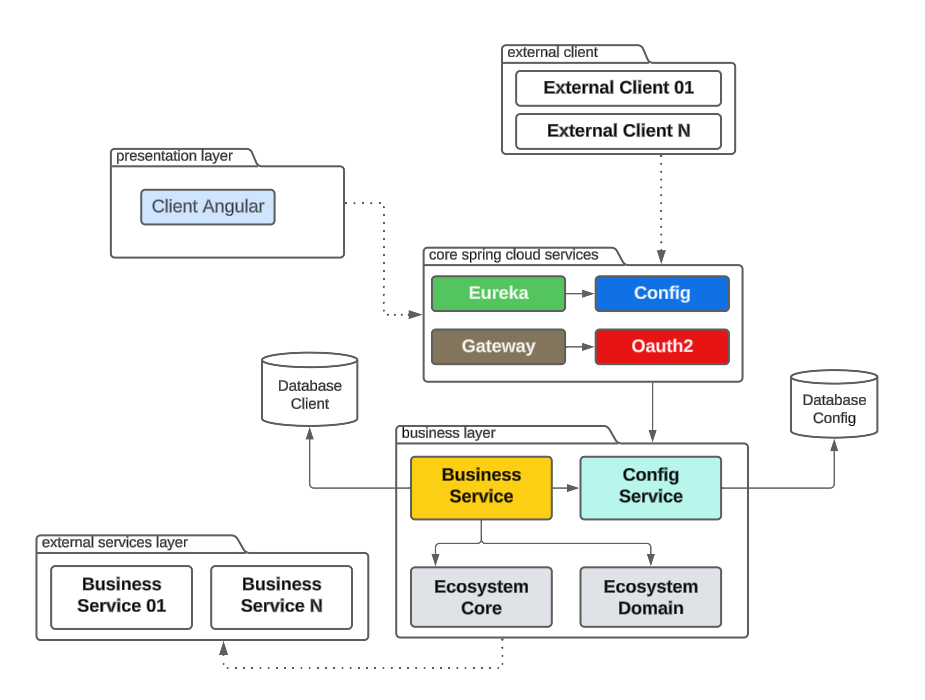 external client
External Client 01
External Client N
presentation layer
Client Angular
core spring cloud services
Eureka
Config
Gateway
Oauth2
Database
Client
Database
Config
business layer
Business
Service
Config
Service
external services layer
Business
Service 01
Business
Service N
Ecosystem
Core
Ecosystem
Domain